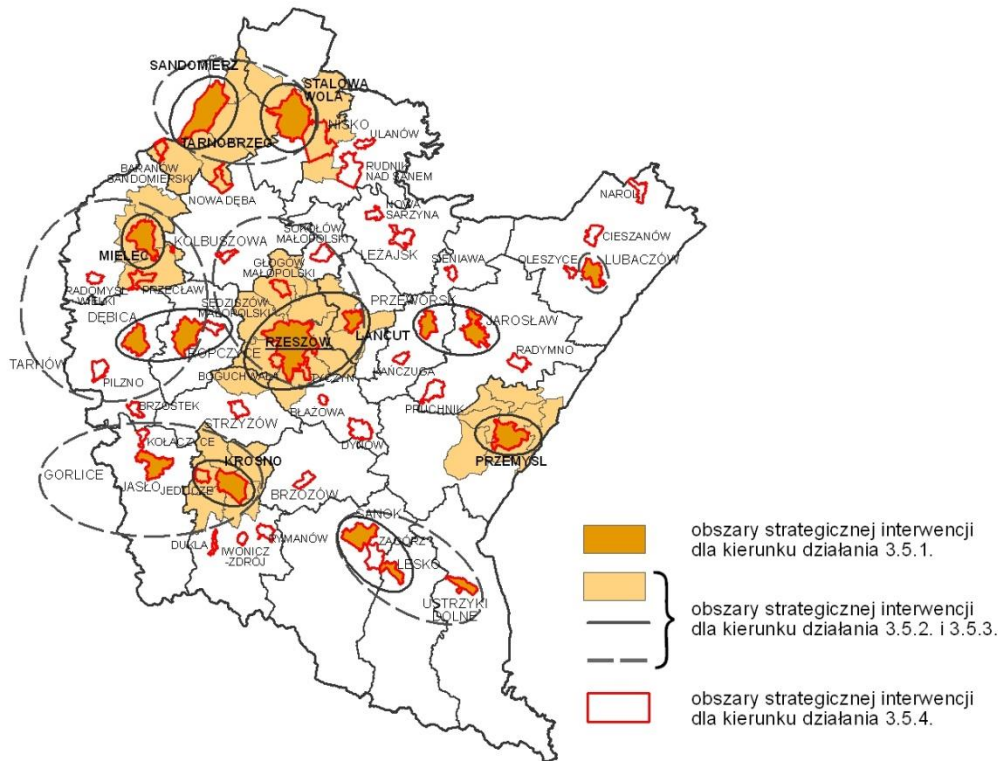 SANDOMIERZ
STALOWA
WOLA
NISKO
ULANÓW
TARNOBRZEG
BARANÓW
SANDOMIERSKI
RUDNIK
NAD SANEM
NOWA DĘBA
NAROL
NOWA
SARZYNA
CIESZANÓW
KOLBUSZOWA
SOKOŁÓW
MAŁOPOLSKI
LEŻAJSK
MIELEC
GŁOGÓW
MAŁOPOLSKI
SIENIAWA
OLESZYCE
LUBACZÓW
RADOMYŚL
WIELKI
PRZECŁAW
SĘDZISZÓW
MAŁOPOLSKI
PRZEWORSK
DĘBICA
JAROSŁAW
RZESZÓW
ŁAŃCUT
ROPCZYCE
TARNÓW
RADYMNO
BOGUCHWAŁA
TYCZYN
KAŃCZUGA
PILZNO
BRZOSTEK
STRZYŻÓW
BŁAŻOWA
PRUCHNIK
DYNÓW
KOŁACZYCE
KROSNO
PRZEMYŚL
GORLICE
JASŁO
JEDLICZE
BRZOZÓW
SANOK
DUKLA
IWONICZ
-ZDRÓJ
RYMANÓW
ZAGÓRZ
LESKO
USTRZYKI
DOLNE
obszary strategicznej interwencji
dla kierunku działania 3.5.1.
obszary strategicznej interwencji
dla kierunku działania 3.5.2. i 3.5.3.
obszary strategicznej interwencji
dla kierunku działania 3.5.4.